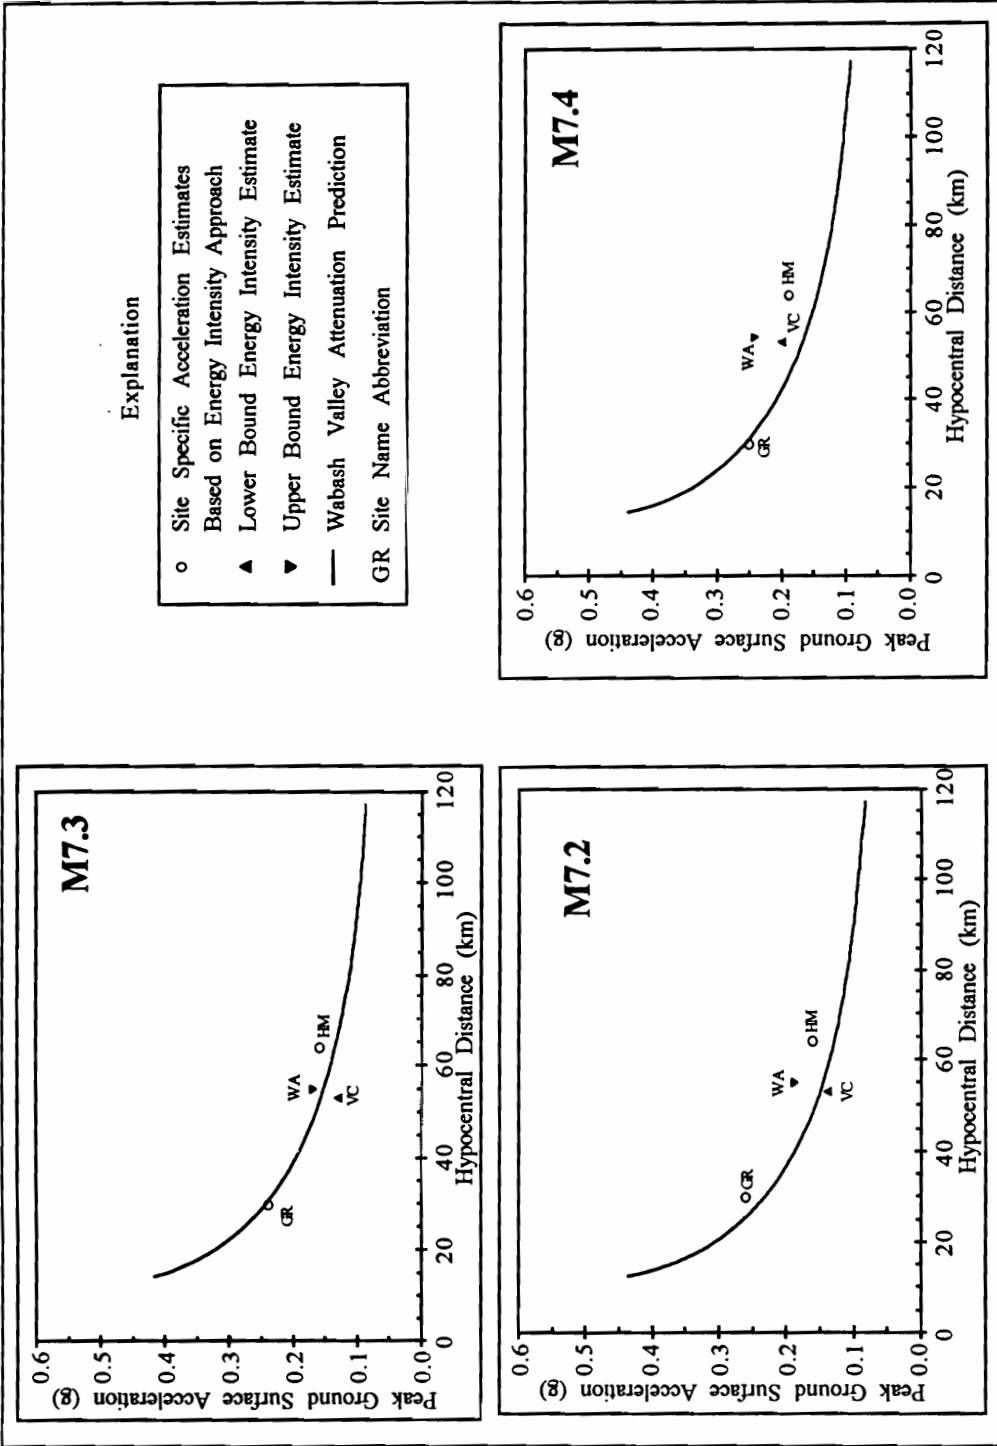 M7.3
Peak Ground Surface Acceleration (g)
0.6
0.5
0.4
0.3
0.2
0.1
0.0
GR
WA
VC
HM
0
20
40
60
80
100
120
Hypocentral Distance (km)
Explanation
Site Specific Acceleration Estimates
Based on Energy Intensity Approach
Lower Bound Energy Intensity Estimate
Upper Bound Energy Intensity Estimate
Wabash Valley Attenuation Prediction
GR Site Name Abbreviation
M7.2
Peak Ground Surface Acceleration (g)
0.6
0.5
0.4
0.3
0.2
0.1
0.0
GR
WA
VC
HM
0
20
40
60
80
100
120
Hypocentral Distance (km)
M7.4
Peak Ground Surface Acceleration (g)
0.6
0.5
0.4
0.3
0.2
0.1
0.0
GR
WA
VC
HM
0
20
40
60
80
100
120
Hypocentral Distance (km)